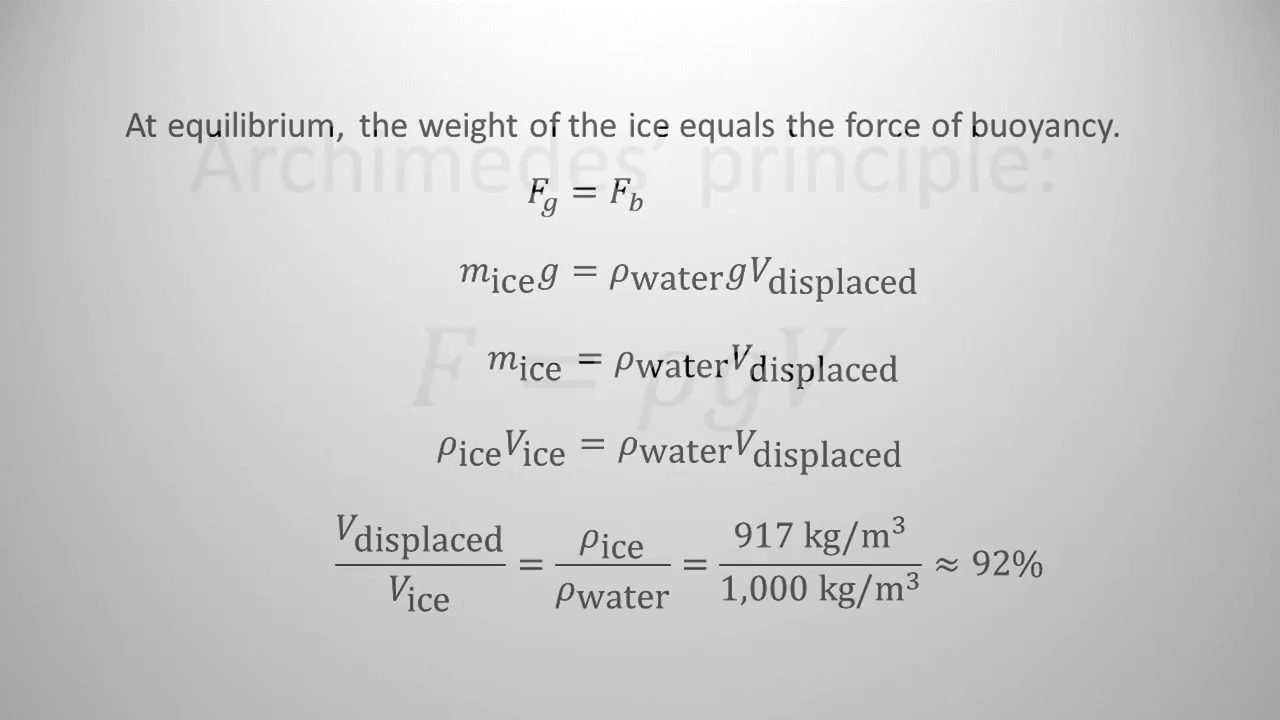 At equilibrium, the weight of the ice equals the force of buoyancy.
Archimedes' principle:
F_g = F_b
m_ice g = ρ_water g V_displaced
F = ρgV
m_ice = ρ_water V_displaced
ρ_ice V_ice = ρ_water V_displaced
V_displaced / V_ice = ρ_ice / ρ_water = 917 kg/m³ / 1,000 kg/m³ ≈ 92%